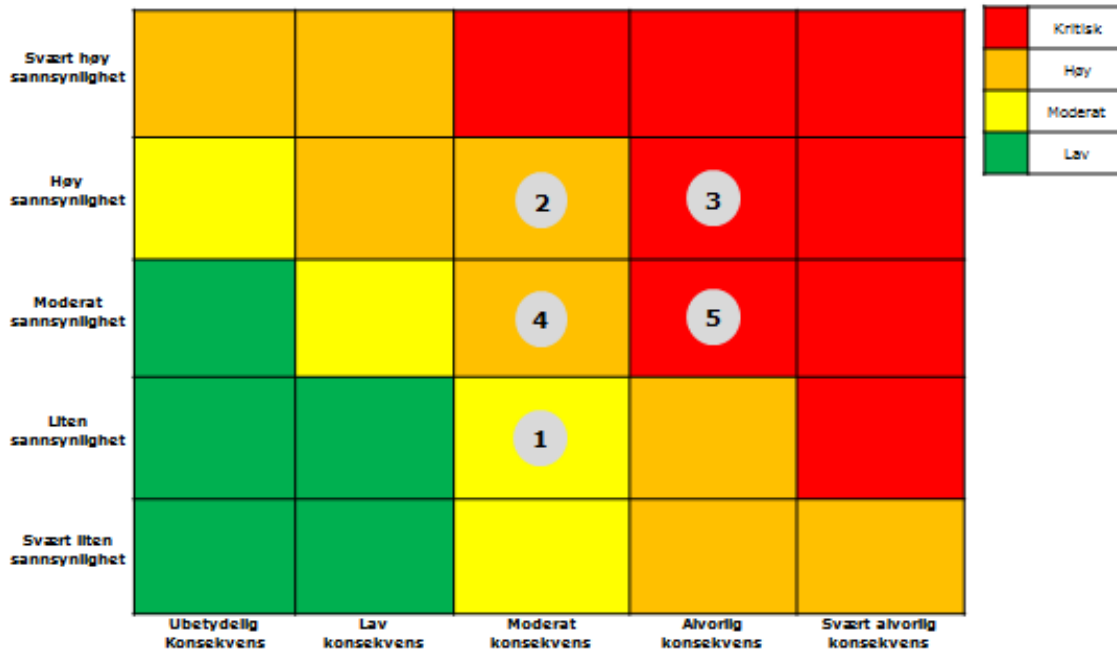 Svært høy
sannsynlighet
Høy
sannsynlighet
2
3
Moderat
sannsynlighet
4
5
Liten
sannsynlighet
1
Svært liten
sannsynlighet
Ubetydelig
Konsekvens
Lav
konsekvens
Moderat
konsekvens
Alvorlig
konsekvens
Svært alvorlig
konsekvens
Kritisk
Høy
Moderat
Lav